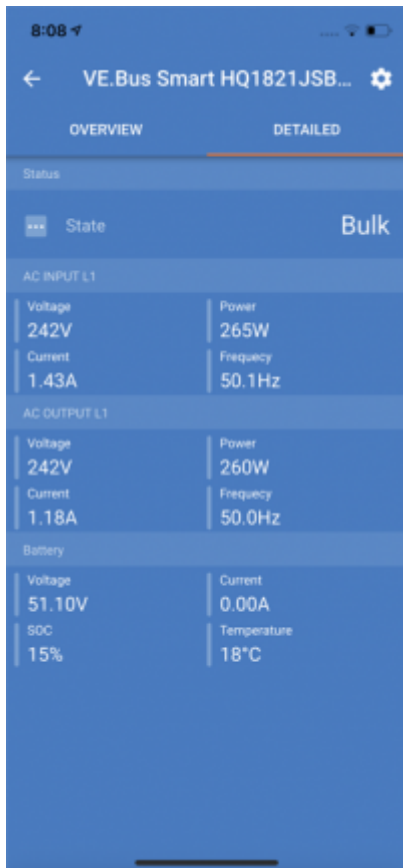 8:08
VE.Bus Smart HQ1821JSB...
OVERVIEW DETAILED
Status
State Bulk
AC INPUT L1
Voltage Power
242V 265W
Current Frequecy
1.43A 50.1Hz
AC OUTPUT L1
Voltage Power
242V 260W
Current Frequecy
1.18A 50.0Hz
Battery
Voltage Current
51.10V 0.00A
SOC Temperature
15% 18°C